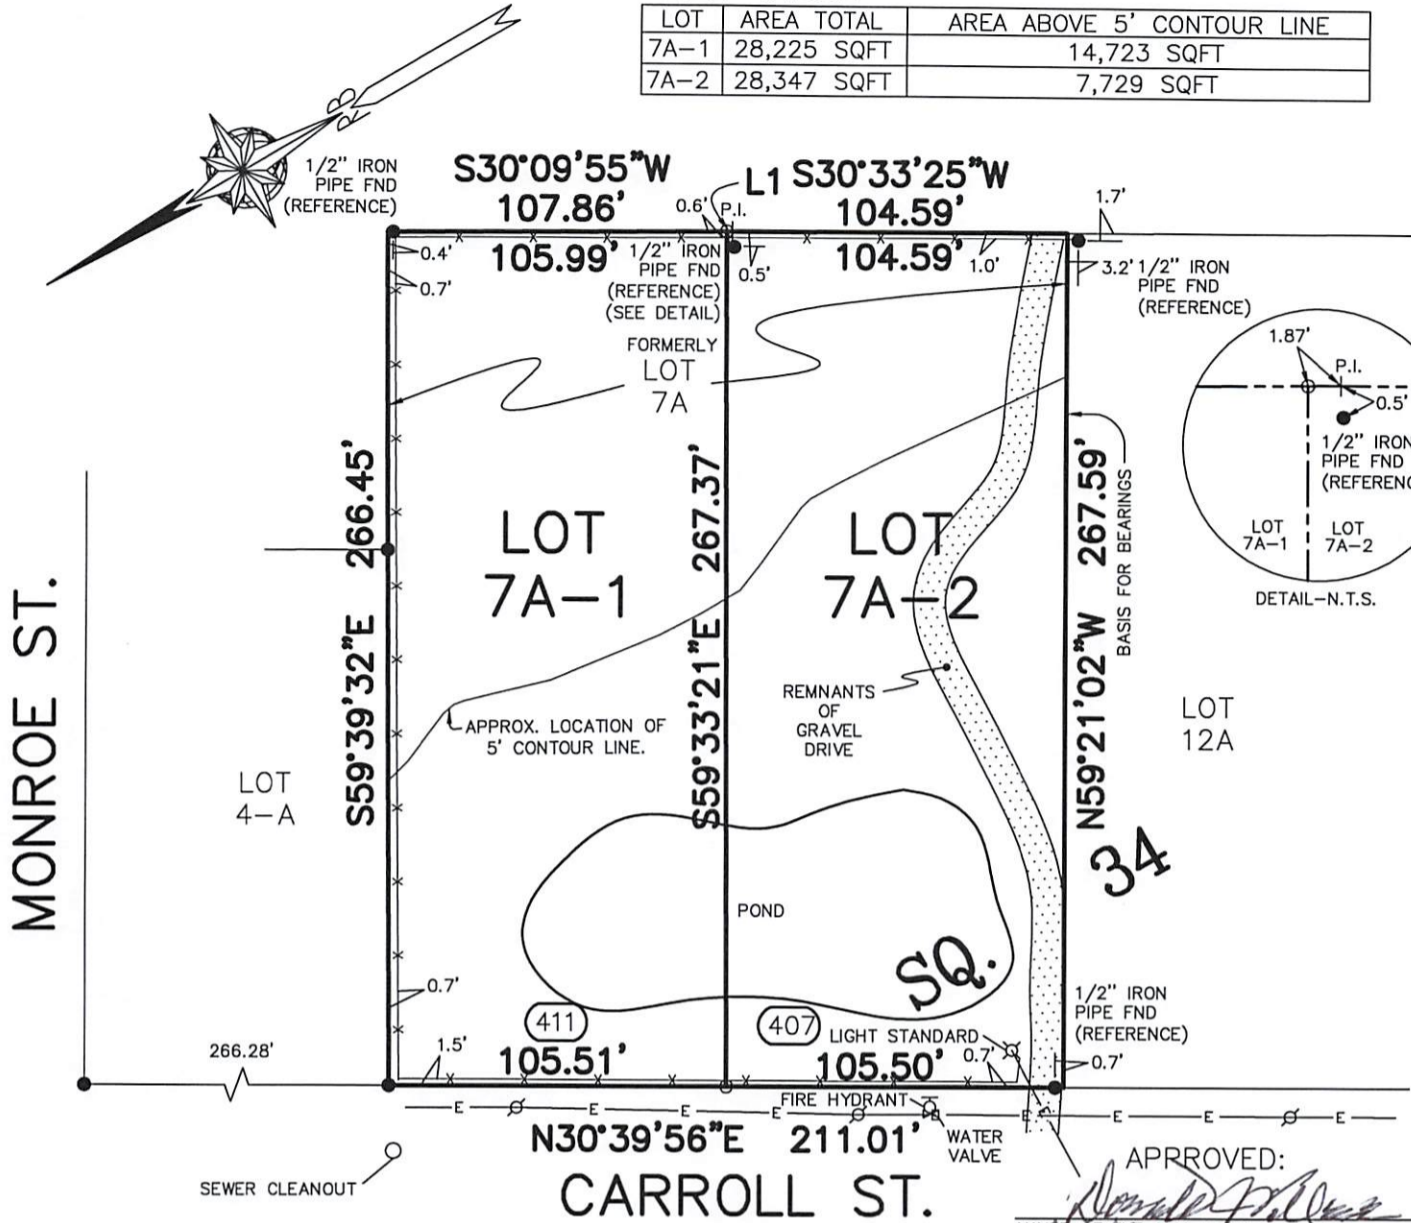 LOT AREA TOTAL AREA ABOVE 5' CONTOUR LINE
7A-1 28,225 SQFT 14,723 SQFT
7A-2 28,347 SQFT 7,729 SQFT
1/2" IRON
PIPE FND
(REFERENCE)
S30°09'55"W
107.86'
0.6'
P.I.
L1
S30°33'25"W
104.59'
1.7'
0.4'
0.7'
105.99'
1/2" IRON
PIPE FND
(REFERENCE)
(SEE DETAIL)
0.5'
104.59'
1.0'
3.2'
1/2" IRON
PIPE FND
(REFERENCE)
FORMERLY
LOT
7A
1.87'
P.I.
0.5'
1/2" IRON
PIPE FND
LOT
7A-1
LOT
7A-2
DETAIL-N.T.S.
S59°39'32"E 266.45'
LOT
7A-1
S59°33'21"E 267.37'
LOT
7A-2
N59°21'02"W 267.59'
BASIS FOR BEARINGS
MONROE ST.
APPROX. LOCATION OF
5' CONTOUR LINE.
REMNANTS
OF
GRAVEL
DRIVE
LOT
12A
LOT
4-A
34
POND
SQ.
0.7'
411
407
LIGHT STANDARD
1/2" IRON
PIPE FND
(REFERENCE)
266.28'
1.5'
105.51'
105.50'
0.7'
0.7'
FIRE HYDRANT
E E E E E E E E
N30°39'56"E 211.01'
WATER
VALVE
SEWER CLEANOUT
CARROLL ST.
APPROVED: